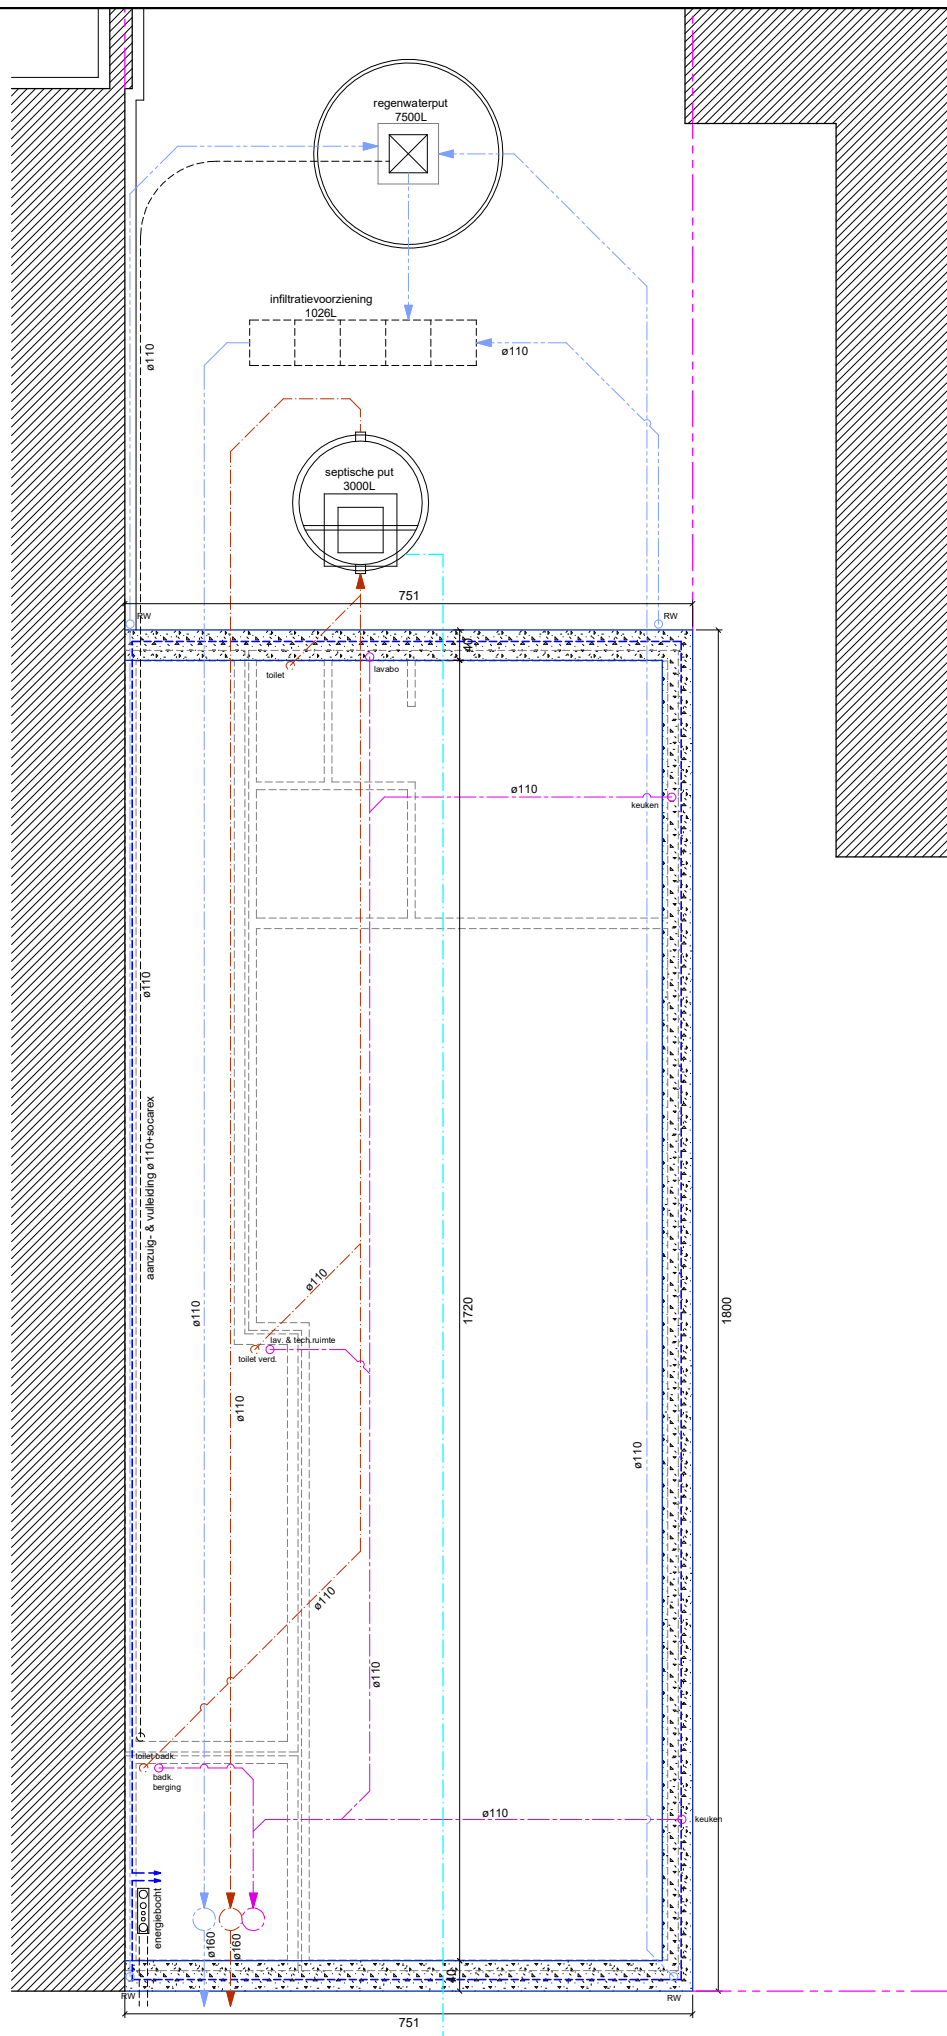 regenwaterput
7500L
infiltratievoorziening
1026L
ø110
ø110
septische put
3000L
751
RW
RW
40
toilet
lavabo
ø110
keuken
ø110
aanzuig- & vulleiding ø110+socarex
ø110
ø110
1720
1800
lav. & tech.ruimte
toilet verd.
ø110
ø110
ø110
ø110
toilet badk.
badk.
berging
ø110
keuken
energiebocht
ø160
ø160
40
RW
RW
751